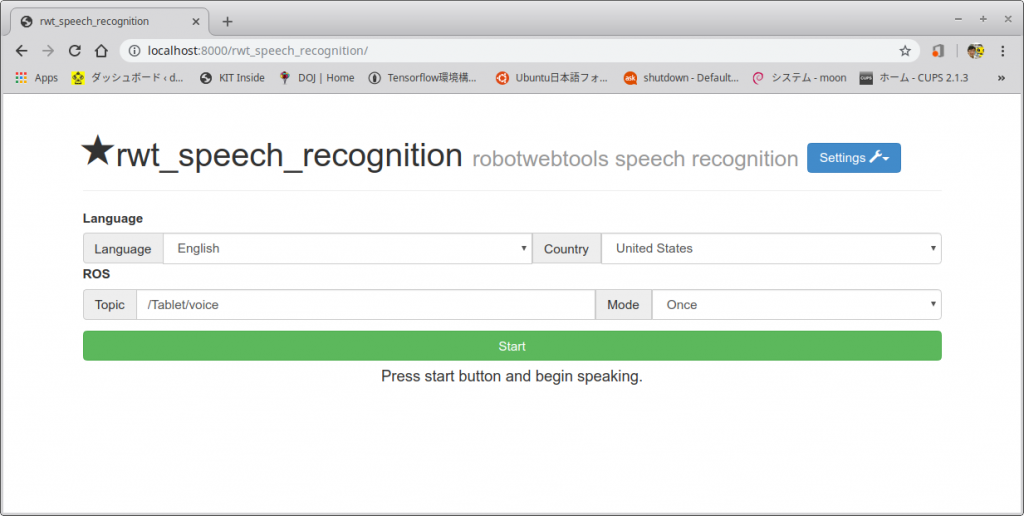 rwt_speech_recognition
localhost:8000/rwt_speech_recognition/
Apps ダッシュボード ‹ d... KIT Inside DOJ | Home Tensorflow環境構... Ubuntu日本語フォ... shutdown - Default... システム - moon ホーム - CUPS 2.1.3 »
★rwt_speech_recognition robotwebtools speech recognition Settings
Language
Language English Country United States
ROS
Topic /Tablet/voice Mode Once
Start
Press start button and begin speaking.